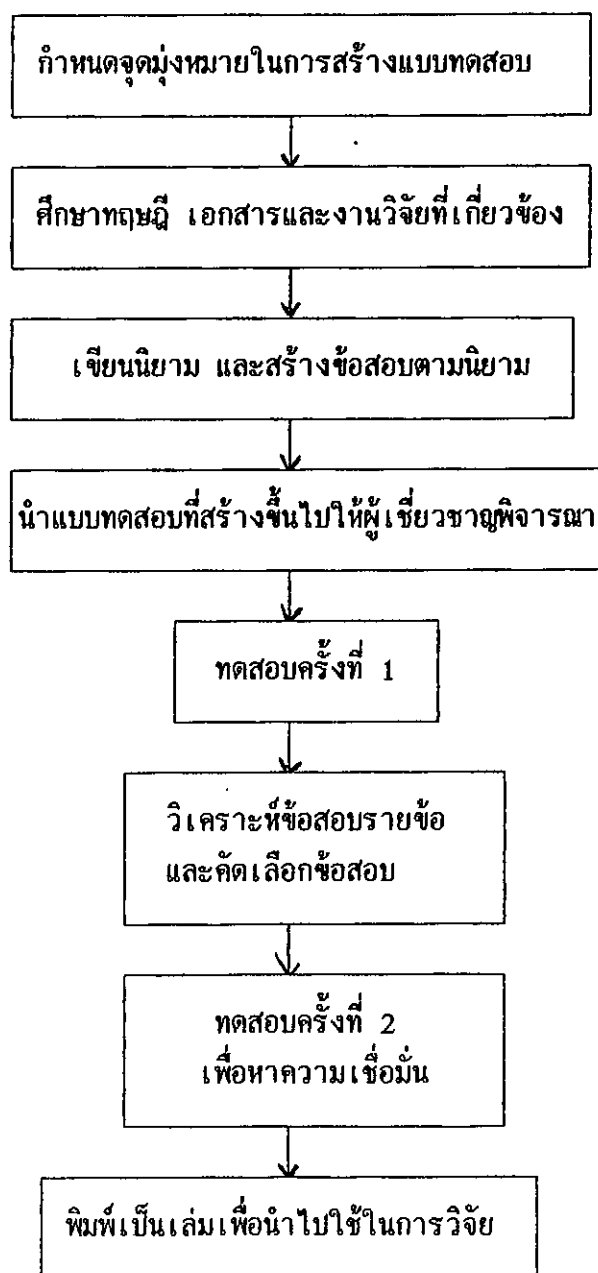 กำหนดจุดมุ่งหมายในการสร้างแบบทดสอบ
ศึกษาทฤษฎี เอกสารและงานวิจัยที่เกี่ยวข้อง
เขียนนิยาม และสร้างข้อสอบตามนิยาม
นำแบบทดสอบที่สร้างขึ้นไปให้ผู้เชี่ยวชาญพิจารณา
ทดสอบครั้งที่ 1
วิเคราะห์ข้อสอบรายข้อ
และคัดเลือกข้อสอบ
ทดสอบครั้งที่ 2
เพื่อหาความเชื่อมั่น
พิมพ์เป็นเล่มเพื่อนำไปใช้ในการวิจัย